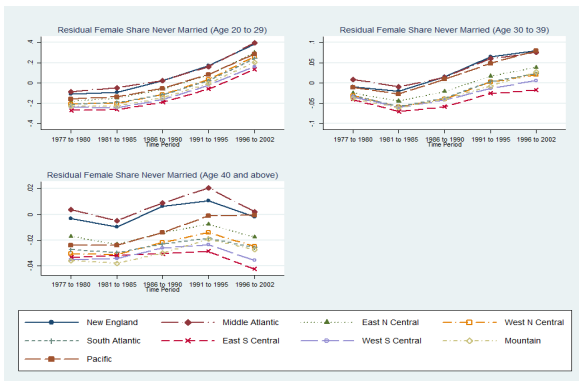 Residual Female Share Never Married (Age 20 to 29)
.4
.2
0
-.2
-.4
1977 to 1980 1981 to 1985 1986 to 1990 1991 to 1995 1996 to 2002
Time Period
Residual Female Share Never Married (Age 30 to 39)
.1
.05
0
-.05
-.1
1977 to 1980 1981 to 1985 1986 to 1990 1991 to 1995 1996 to 2002
Time Period
Residual Female Share Never Married (Age 40 and above)
.02
0
-.02
-.04
1977 to 1980 1981 to 1985 1986 to 1990 1991 to 1995 1996 to 2002
Time Period
New England Middle Atlantic East N Central West N Central
South Atlantic East S Central West S Central Mountain
Pacific